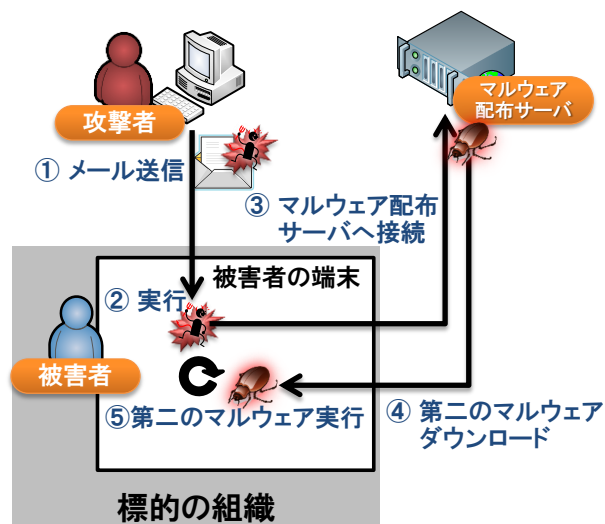 攻撃者
マルウェア
配布サーバ
① メール送信
③ マルウェア配布
サーバへ接続
被害者の端末
② 実行
被害者
⑤第二のマルウェア実行
④ 第二のマルウェア
ダウンロード
標的の組織